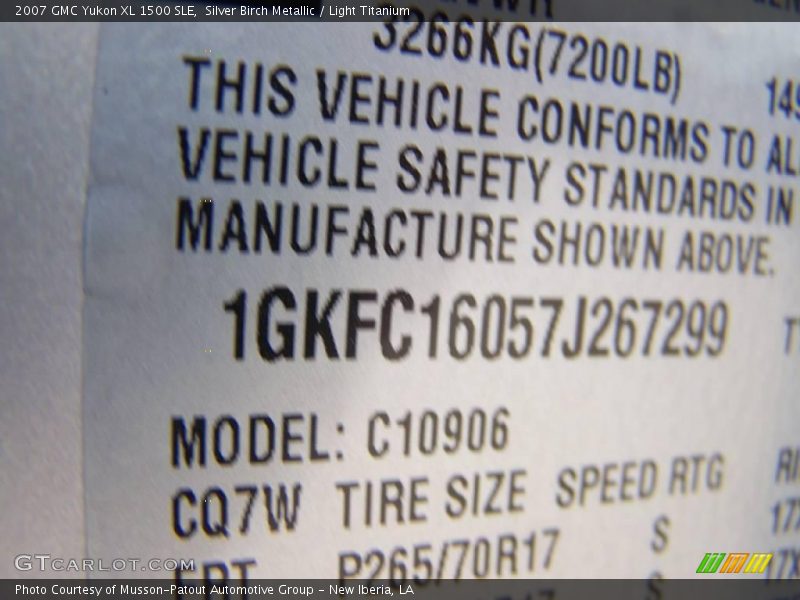 2007 GMC Yukon XL 1500 SLE, Silver Birch Metallic / Light Titanium
3266KG(7200LB)
THIS VEHICLE CONFORMS TO
VEHICLE SAFETY STANDARDS IN
MANUFACTURE SHOWN ABOVE.
1GKFC16057J267299
MODEL: C10906
CQ7W TIRE SIZE SPEED RTG
FRT P265/70R17 S
GTCARLOT.COM
Photo Courtesy of Musson-Patout Automotive Group - New Iberia, LA